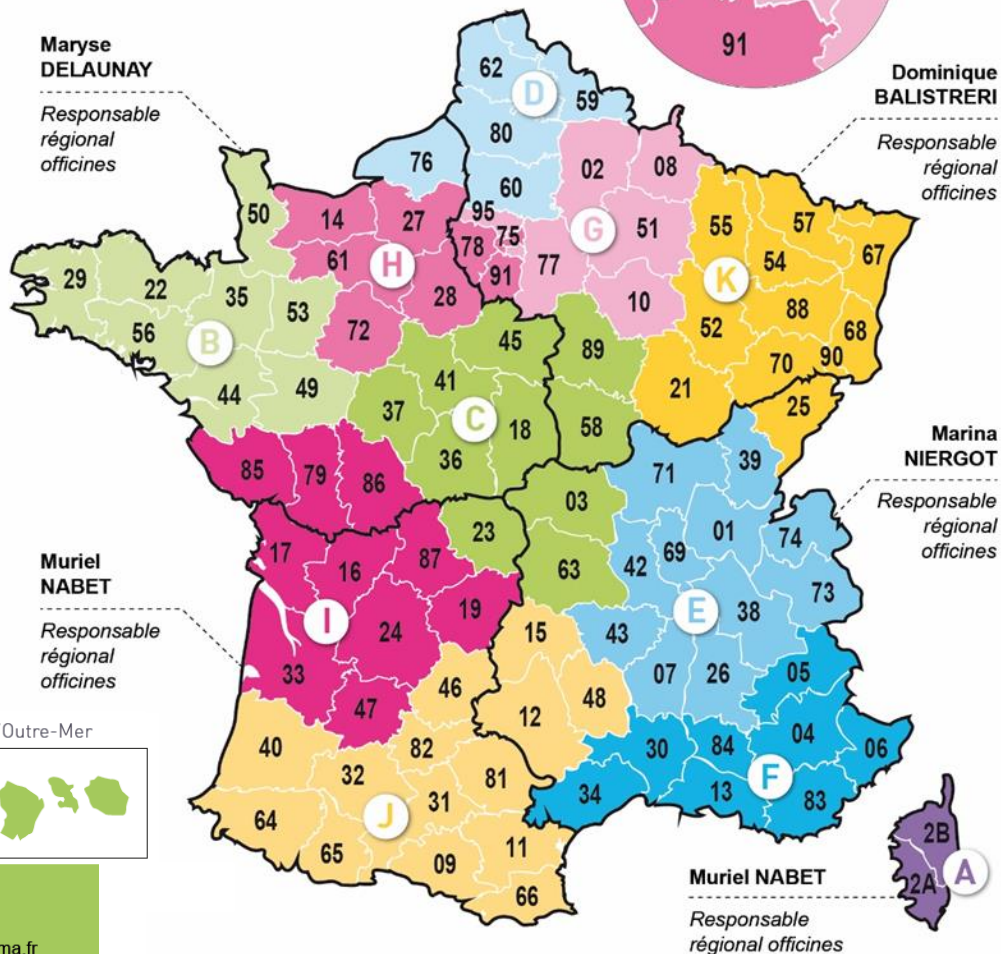 91
Maryse
DELAUNAY
Responsable
régional
officines
Dominique
BALISTRERI
Responsable
régional
officines
62
D
59
80
76
60
02
08
50
14
27
95
75
78
G
51
55
57
67
29
22
35
53
61
H
91
77
54
K
28
10
88
56
B
72
45
89
52
68
70
90
44
49
41
37
C
18
58
21
25
36
Marina
NIERGOT
Responsable
régional
officines
85
79
86
71
39
03
01
74
23
17
16
87
63
42
69
73
Muriel
NABET
Responsable
régional
officines
I
24
19
E
38
15
43
33
07
26
05
46
48
47
12
Outre-Mer
40
82
30
84
04
06
32
81
F
34
13
83
31
64
J
65
09
11
66
2B
A
2A
Muriel NABET
Responsable
régional officines
ma.fr